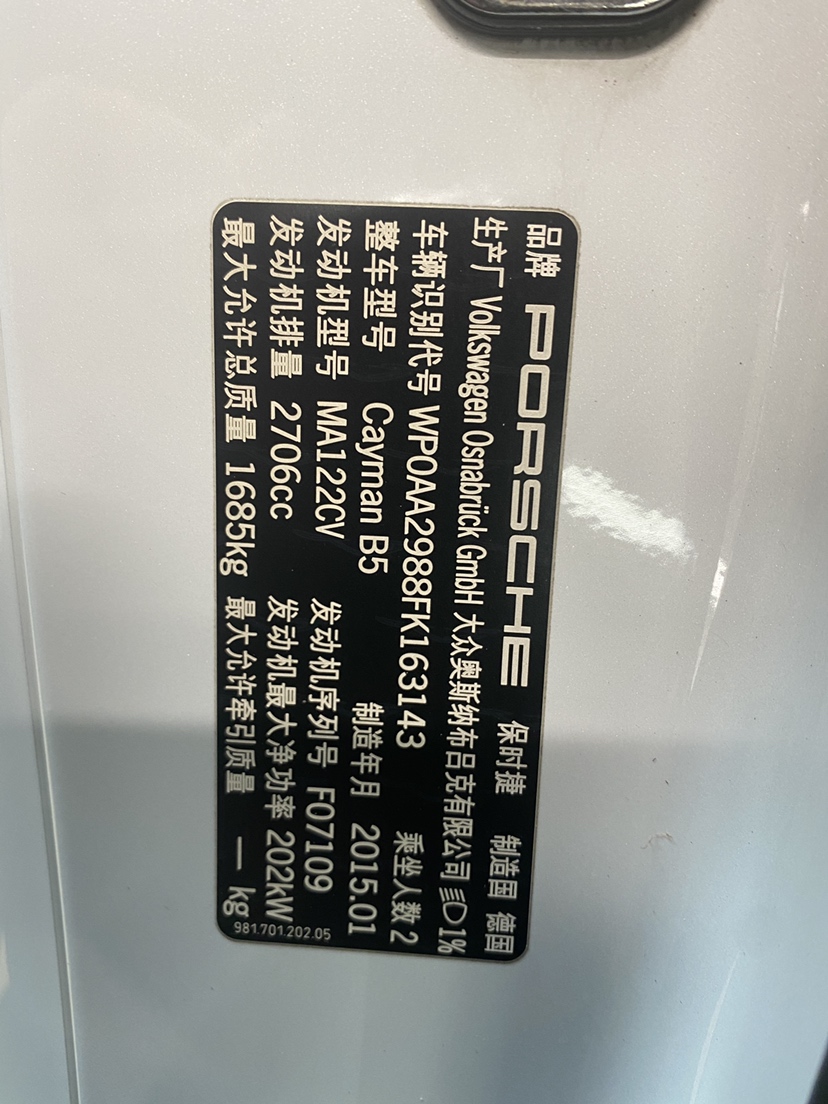 品牌 PORSCHE 保时捷 制造国 德国
生产厂 Volkswagen Osnabrück GmbH 大众奥斯纳布吕克有限公司 1%
车辆识别代号 WP0AA2988FK163143 乘坐人数 2
整车型号 Cayman B5 制造年月 2015.01
发动机型号 MA122CV 发动机序列号 F07109
发动机排量 2706cc 发动机最大净功率 202kW
最大允许总质量 1685kg 最大允许牵引质量 — kg
981.701.202.05